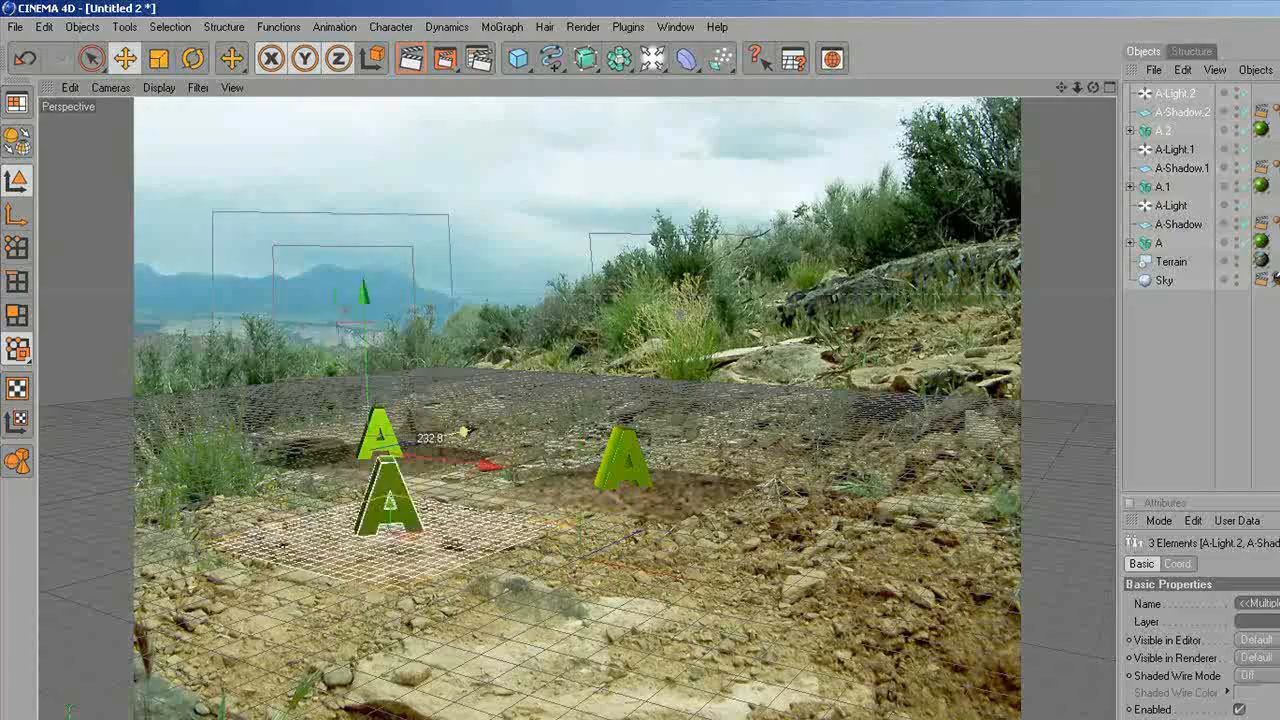 CINEMA 4D - [Untitled 2 *]
File Edit Objects Tools Selection Structure Functions Animation Character Dynamics MoGraph Hair Render Plugins Window Help
X Y Z
Edit Cameras Display Filter View
Perspective
Objects Structure
File Edit View Objects
A-Light.2
A-Shadow.2
A.2
A-Light.1
A-Shadow.1
A.1
A-Light
A-Shadow
A
Terrain
Sky
A
232.8
A
A
Attributes
Mode Edit User Data
3 Elements [A-Light.2, A-Shad
Basic Coord.
Basic Properties
Name <<Multiple
Layer
Visible in Editor Default
Visible in Renderer Default
Shaded Wire Mode Off
Shaded Wire Color
Enabled